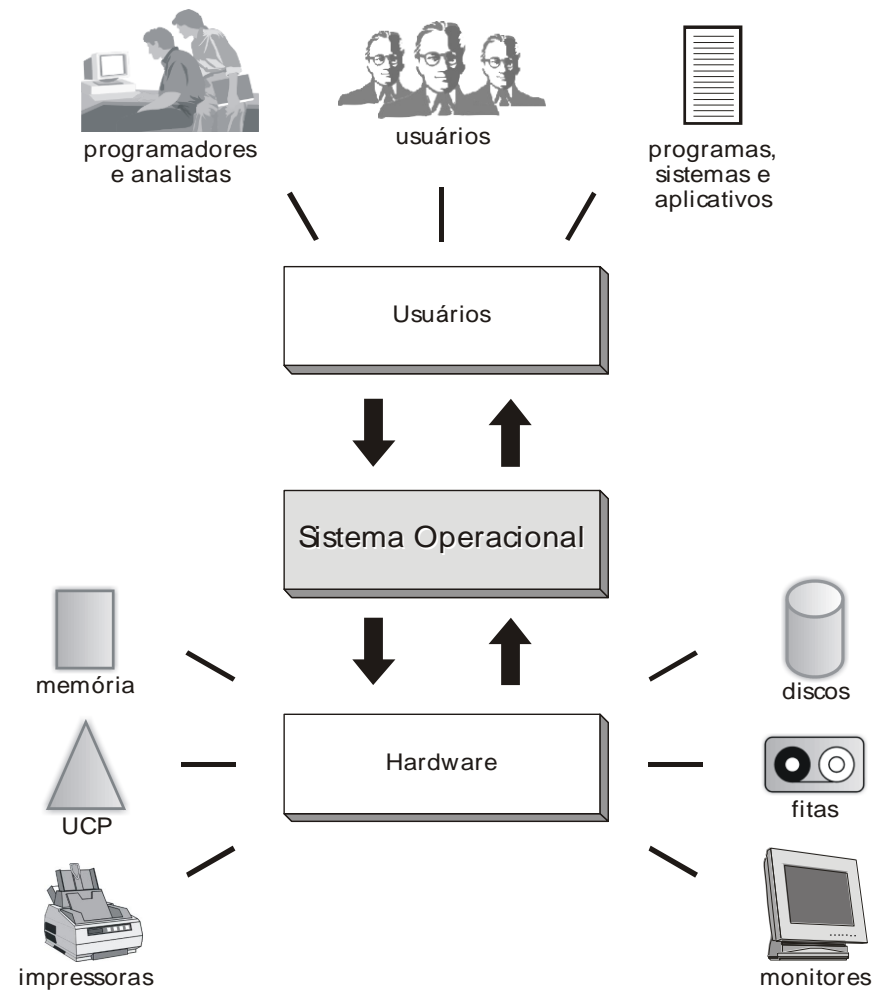 programadores
e analistas
usuários
programas,
sistemas e
aplicativos
Usuários
Sistema Operacional
memória
discos
Hardware
UCP
fitas
impressoras
monitores